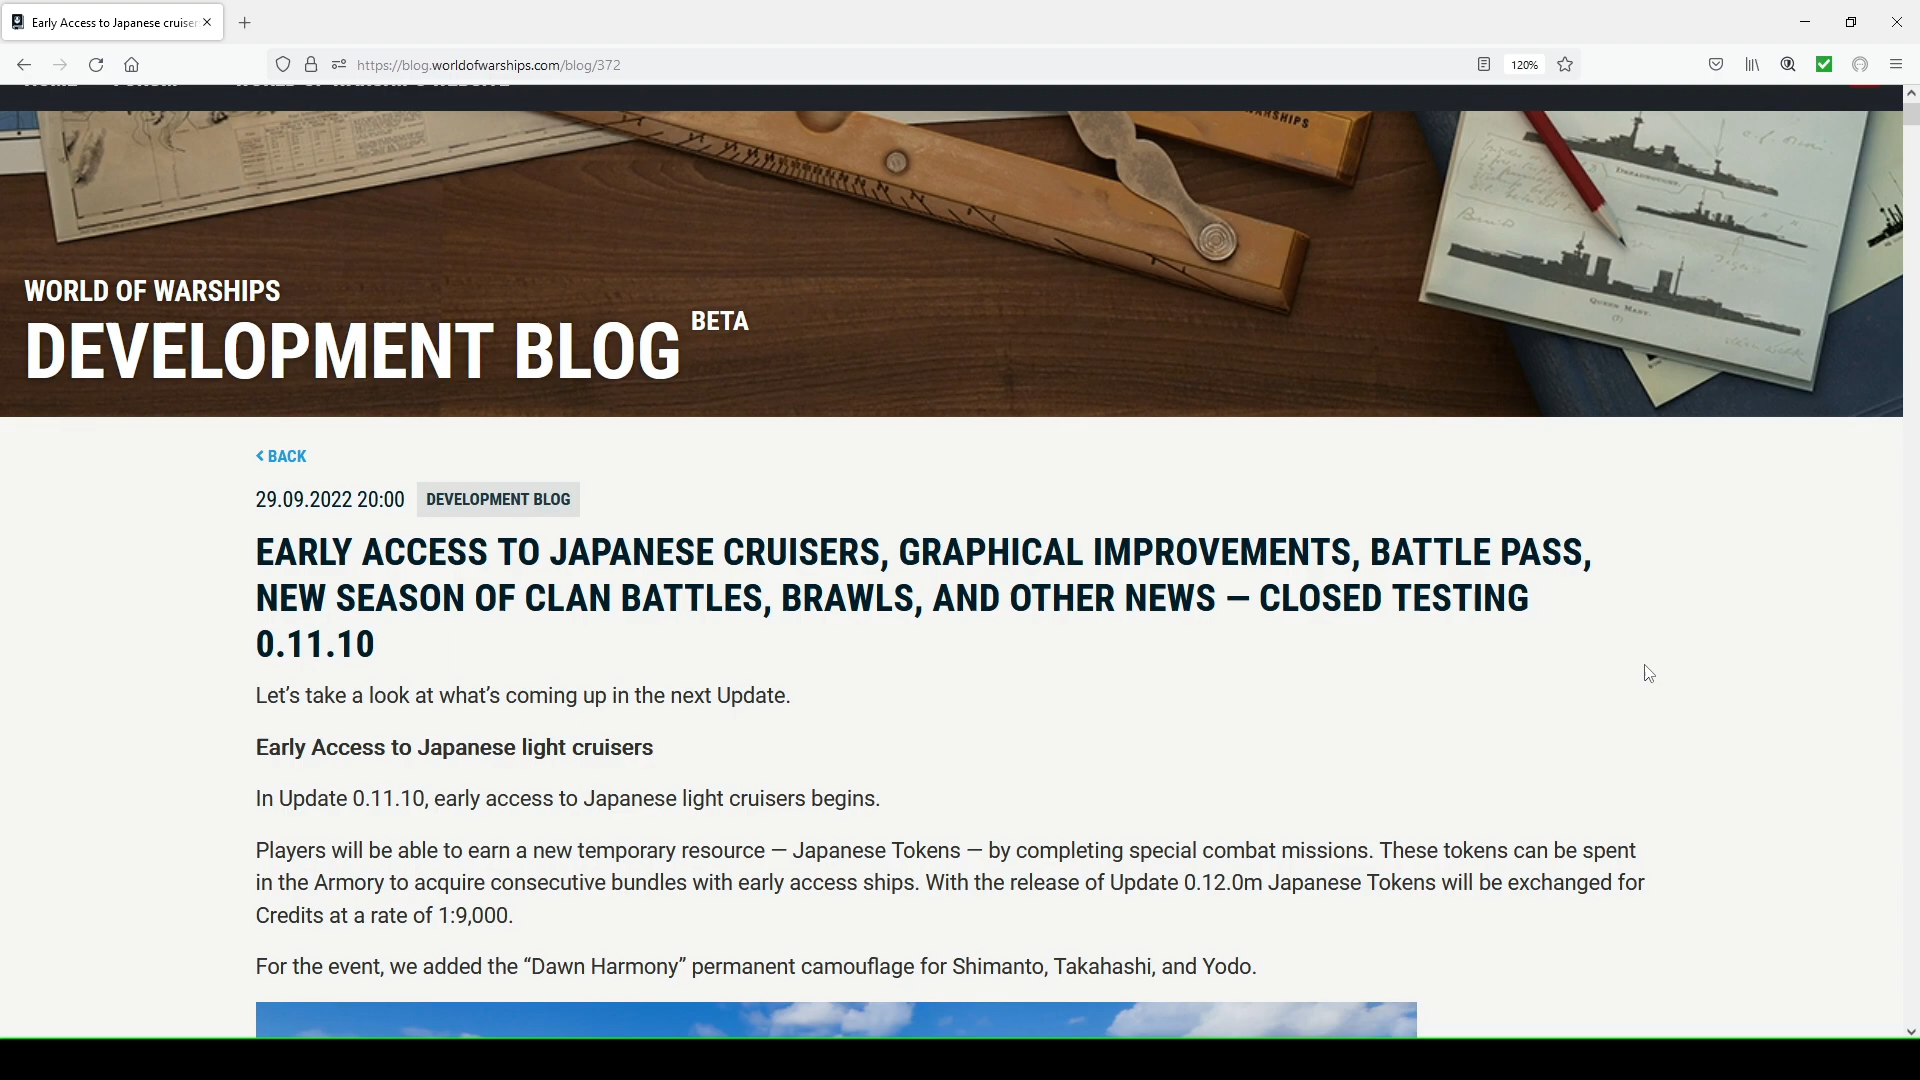 Early Access to Japanese cruiser
https://blog.worldofwarships.com/blog/372
120%
DREADNOUGHT.
QUEEN MARY.
WORLD OF WARSHIPS
DEVELOPMENT BLOG BETA
< BACK
29.09.2022 20:00 DEVELOPMENT BLOG
EARLY ACCESS TO JAPANESE CRUISERS, GRAPHICAL IMPROVEMENTS, BATTLE PASS,
NEW SEASON OF CLAN BATTLES, BRAWLS, AND OTHER NEWS — CLOSED TESTING
0.11.10
Let’s take a look at what’s coming up in the next Update.
Early Access to Japanese light cruisers
In Update 0.11.10, early access to Japanese light cruisers begins.
Players will be able to earn a new temporary resource — Japanese Tokens — by completing special combat missions. These tokens can be spent
in the Armory to acquire consecutive bundles with early access ships. With the release of Update 0.12.0m Japanese Tokens will be exchanged for
Credits at a rate of 1:9,000.
For the event, we added the “Dawn Harmony” permanent camouflage for Shimanto, Takahashi, and Yodo.